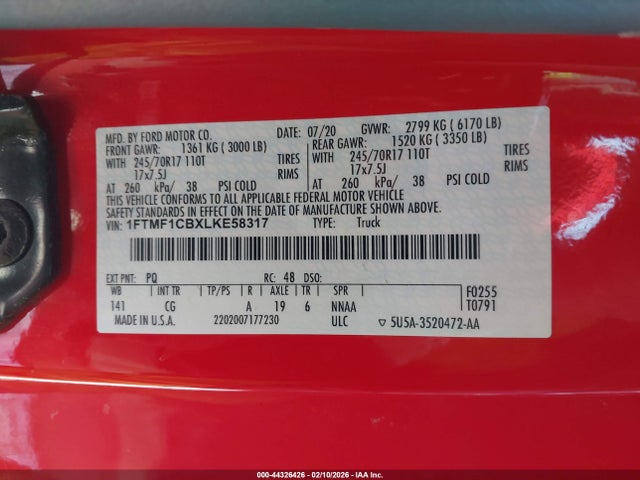 MFD. BY FORD MOTOR CO. DATE: 07/20 GVWR: 2799 KG ( 6170 LB)
FRONT GAWR: 1361 KG ( 3000 LB) REAR GAWR: 1520 KG ( 3350 LB)
WITH 245/70R17 110T TIRES WITH 245/70R17 110T TIRES
17x7.5J RIMS 17x7.5J RIMS
AT 260 kPa/ 38 PSI COLD AT 260 kPa/ 38 PSI COLD
THIS VEHICLE CONFORMS TO ALL APPLICABLE FEDERAL MOTOR VEHICLE
SAFETY STANDARDS IN EFFECT ON THE DATE OF MANUFACTURE SHOWN ABOVE.
VIN: 1FTMF1CBXLKE58317 TYPE: Truck
EXT PNT: PQ RC: 48 DSO:
WB INT TR TP/PS R AXLE TR SPR F0255
141 CG A 19 6 NNAA T0791
MADE IN U.S.A. 2202007177230 ULC ▽ 5U5A-3520472-AA
000-44326426 - 02/10/2026 - IAA, Inc.